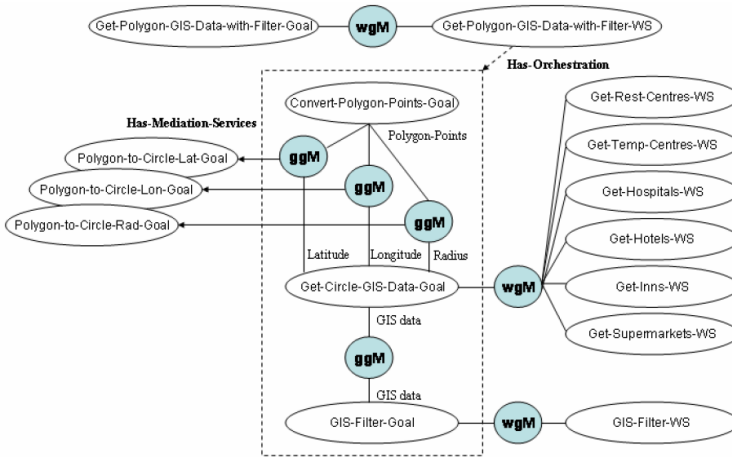 Get-Polygon-GIS-Data-with-Filter-Goal
wgM
Get-Polygon-GIS-Data-with-Filter-WS
Has-Orchestration
Convert-Polygon-Points-Goal
Get-Rest-Centres-WS
Has-Mediation-Services
Polygon-Points
Get-Temp-Centres-WS
Polygon-to-Circle-Lat-Goal
ggM
Polygon-to-Circle-Lon-Goal
ggM
Get-Hospitals-WS
Polygon-to-Circle-Rad-Goal
ggM
Get-Hotels-WS
Latitude
Longitude
Radius
Get-Circle-GIS-Data-Goal
wgM
Get-Inns-WS
GIS data
Get-Supermarkets-WS
ggM
GIS data
GIS-Filter-Goal
wgM
GIS-Filter-WS